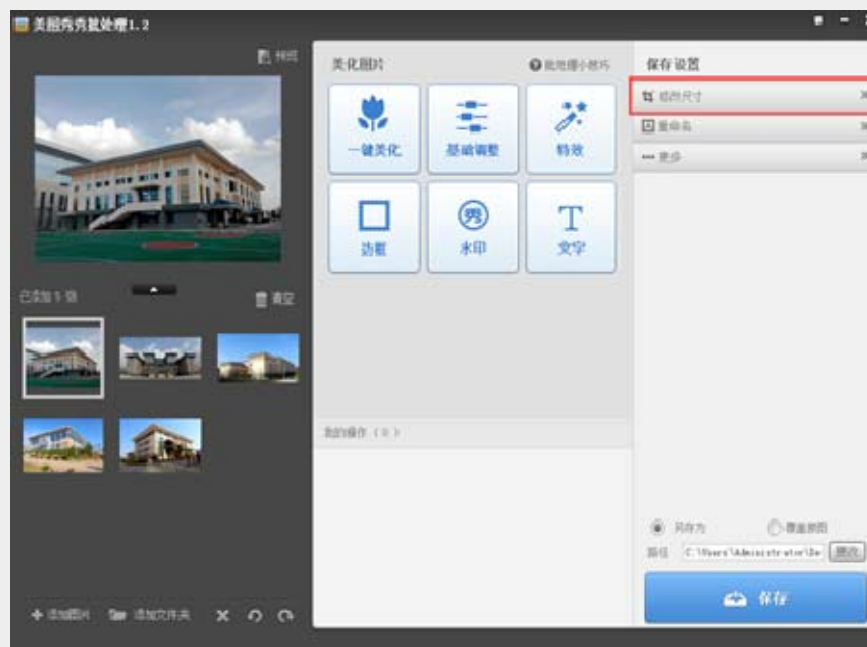 美图秀秀批处理1.2
预览
美化图片
批处理小技巧
保存设置
修改尺寸
重命名
更多
一键美化
基础调整
特效
边框
水印
文字
已添加 5 张
清空
我的操作 ( 0 )
另存为
覆盖原图
路径
C:\Users\Administrator\De
更改
保存
添加图片
添加文件夹